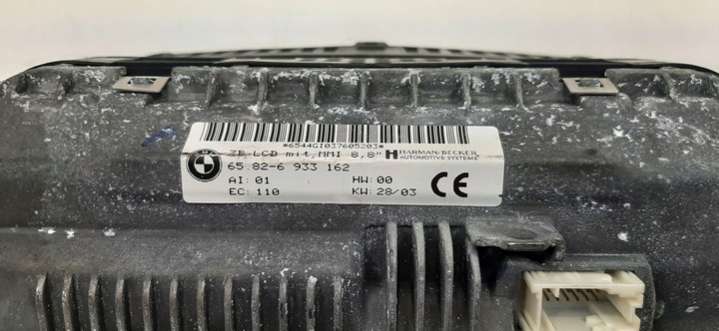 *6544GI037605203*
ZB-LCD mit, MMI 8,8" HARMAN/BECKER
AUTOMOTIVE SYSTEMS
65 82-6 933 162
AI: 01 HW: 00
EC: 110 KW: 28/03 CE